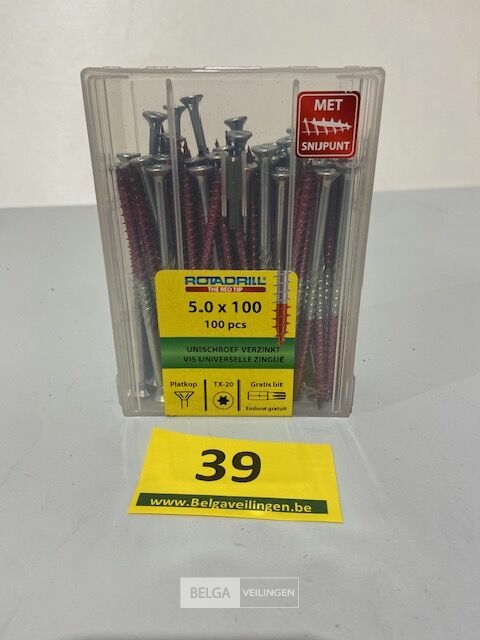 MET
SNIJPUNT
ROTADRILL
THE RED TIP
5.0 x 100
100 pcs
UNISCHROEF VERZINKT
VIS UNIVERSELLE ZINGUÉ
Platkop TX-20 Gratis bit
Embout gratuit
39
www.Belgaveilingen.be
BELGA VEILINGEN